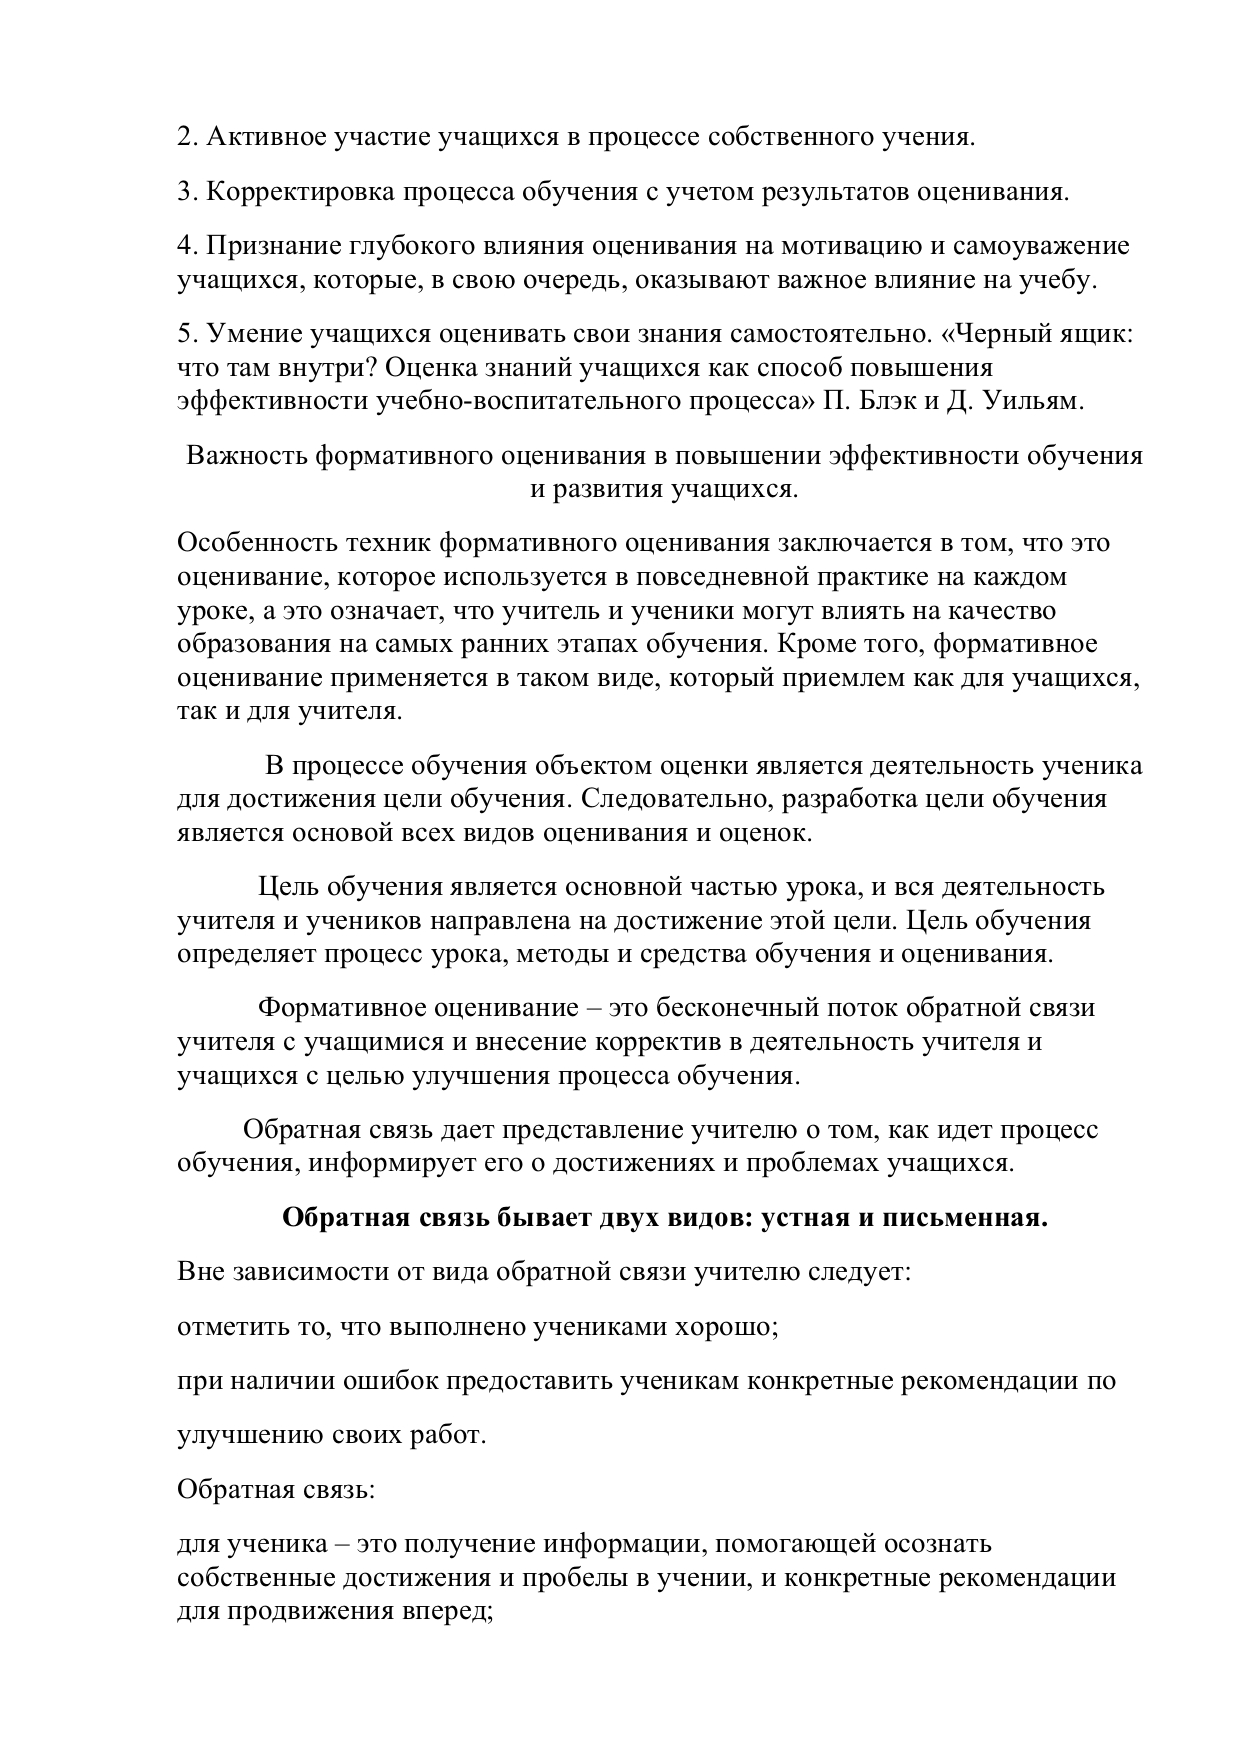 2. Активное участие учащихся в процессе собственного учения.
3. Корректировка процесса обучения с учетом результатов оценивания.
4. Признание глубокого влияния оценивания на мотивацию и самоуважение
учащихся, которые, в свою очередь, оказывают важное влияние на учебу.
5. Умение учащихся оценивать свои знания самостоятельно. «Черный ящик:
что там внутри? Оценка знаний учащихся как способ повышения
эффективности учебно-воспитательного процесса» П. Блэк и Д. Уильям.
Важность формативного оценивания в повышении эффективности обучения
и развития учащихся.
Особенность техник формативного оценивания заключается в том, что это
оценивание, которое используется в повседневной практике на каждом
уроке, а это означает, что учитель и ученики могут влиять на качество
образования на самых ранних этапах обучения. Кроме того, формативное
оценивание применяется в таком виде, который приемлем как для учащихся,
так и для учителя.
В процессе обучения объектом оценки является деятельность ученика
для достижения цели обучения. Следовательно, разработка цели обучения
является основой всех видов оценивания и оценок.
Цель обучения является основной частью урока, и вся деятельность
учителя и учеников направлена на достижение этой цели. Цель обучения
определяет процесс урока, методы и средства обучения и оценивания.
Формативное оценивание – это бесконечный поток обратной связи
учителя с учащимися и внесение корректив в деятельность учителя и
учащихся с целью улучшения процесса обучения.
Обратная связь дает представление учителю о том, как идет процесс
обучения, информирует его о достижениях и проблемах учащихся.
Обратная связь бывает двух видов: устная и письменная.
Вне зависимости от вида обратной связи учителю следует:
отметить то, что выполнено учениками хорошо;
при наличии ошибок предоставить ученикам конкретные рекомендации по
улучшению своих работ.
Обратная связь:
для ученика – это получение информации, помогающей осознать
собственные достижения и пробелы в учении, и конкретные рекомендации
для продвижения вперед;